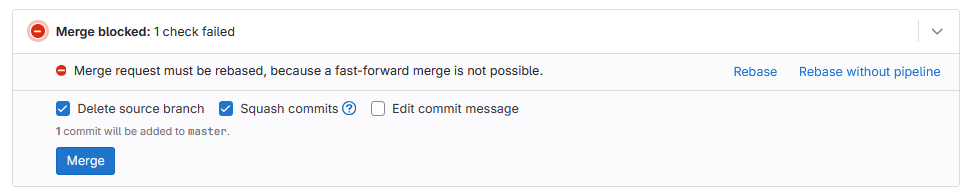 Merge blocked: 1 check failed
Merge request must be rebased, because a fast-forward merge is not possible. Rebase Rebase without pipeline
Delete source branch Squash commits ? Edit commit message
1 commit will be added to master.
Merge